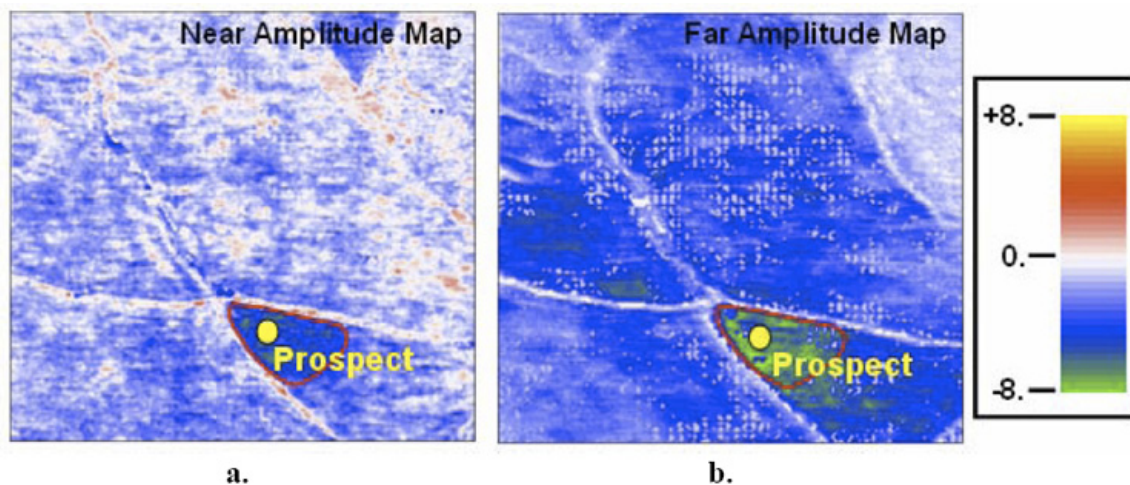 Near Amplitude Map
Far Amplitude Map
+8.
0.
-8.
Prospect
Prospect
a.
b.